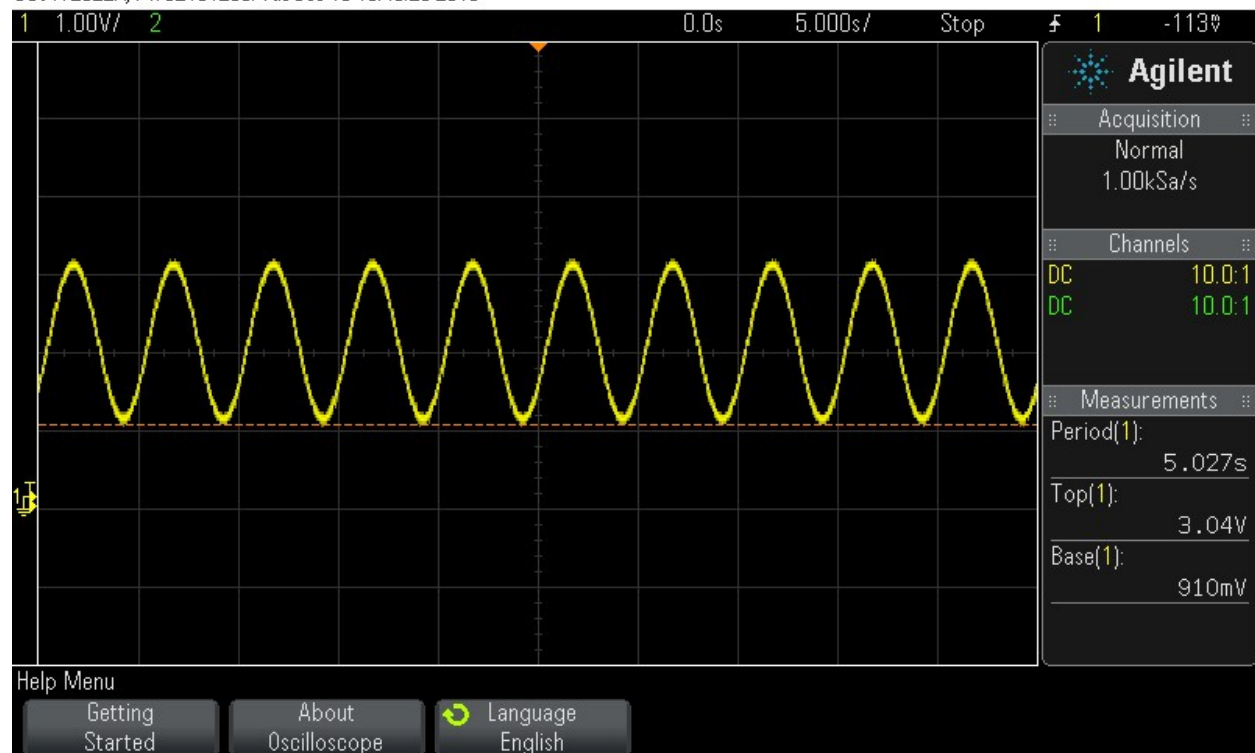 1 1.00V/ 2 0.0s 5.000s/ Stop 1 -113mV
Agilent
Acquisition
Normal
1.00kSa/s
Channels
DC 10.0:1
DC 10.0:1
Measurements
Period(1):
5.027s
Top(1):
3.04V
Base(1):
910mV
1
T
Help Menu
Getting
Started
About
Oscilloscope
Language
English